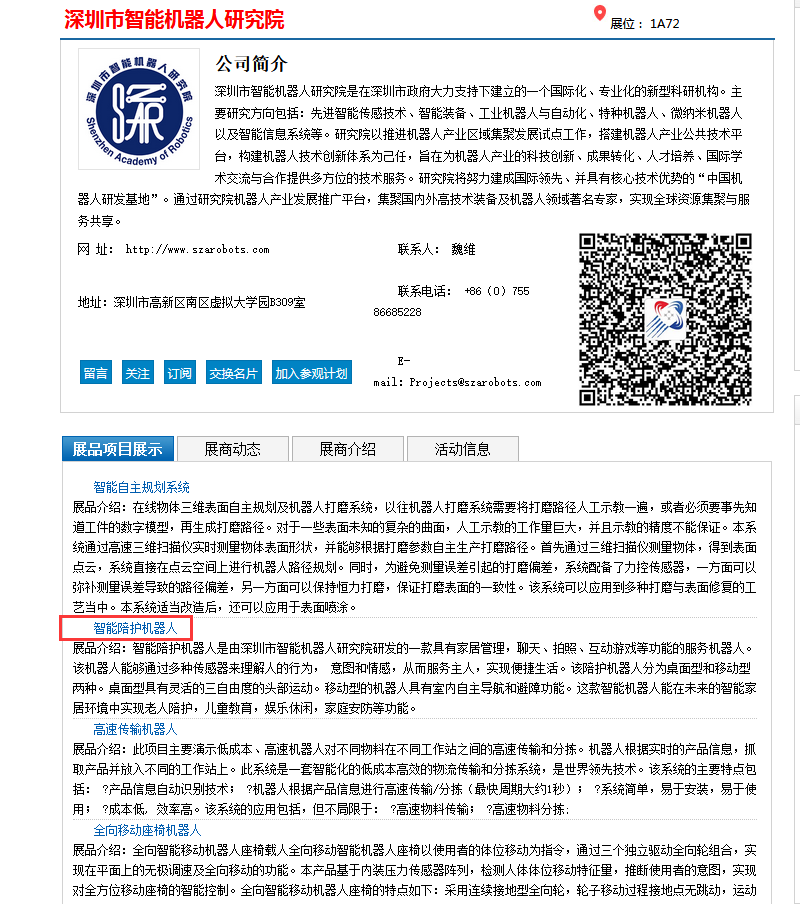 深圳市智能机器人研究院
展位： 1A72
深圳市智能机器人研究院
Shenzhen Academy of Robotics
公司简介
深圳市智能机器人研究院是在深圳市政府大力支持下建立的一个国际化、专业化的新型科研机构。主
要研究方向包括：先进智能传感技术、智能装备、工业机器人与自动化、特种机器人、微纳米机器人
以及智能信息系统等。研究院以推进机器人产业区域集聚发展试点工作，搭建机器人产业公共技术平
台，构建机器人技术创新体系为己任，旨在为机器人产业的科技创新、成果转化、人才培养、国际学
术交流与合作提供多方位的技术服务。研究院将努力建成国际领先、并具有核心技术优势的“中国机
器人研发基地”。通过研究院机器人产业发展推广平台，集聚国内外高技术装备及机器人领域著名专家，实现全球资源集聚与服
务共享。
网 址： http://www.szarobots.com
联系人： 魏维
联系电话： +86（0）755
86685228
地址：深圳市高新区南区虚拟大学园B309室
E-
mail：Projects@szarobots.com
留言 关注 订阅 交换名片 加入参观计划
展品项目展示 展商动态 展商介绍 活动信息
智能自主规划系统
展品介绍：在线物体三维表面自主规划及机器人打磨系统，以往机器人打磨系统需要将打磨路径人工示教一遍，或者必须要事先知
道工件的数字模型，再生成打磨路径。对于一些表面未知的复杂的曲面，人工示教的工作量巨大，并且示教的精度不能保证。本系
统通过高速三维扫描仪实时测量物体表面形状，并能够根据打磨参数自主生产打磨路径。首先通过三维扫描仪测量物体，得到表面
点云，系统直接在点云空间上进行机器人路径规划。同时，为避免测量误差引起的打磨偏差，系统配备了力控传感器，一方面可以
弥补测量误差导致的路径偏差，另一方面可以保持恒力打磨，保证打磨表面的一致性。该系统可以应用到多种打磨与表面修复的工
艺当中。本系统适当改造后，还可以应用于表面喷涂。
智能陪护机器人
展品介绍：智能陪护机器人是由深圳市智能机器人研究院研发的一款具有家居管理，聊天、拍照、互动游戏等功能的服务机器人。
该机器人能够通过多种传感器来理解人的行为， 意图和情感，从而服务主人，实现便捷生活。该陪护机器人分为桌面型和移动型
两种。桌面型具有灵活的三自由度的头部运动。移动型的机器人具有室内自主导航和避障功能。这款智能机器人能在未来的智能家
居环境中实现老人陪护，儿童教育，娱乐休闲，家庭安防等功能。
高速传输机器人
展品介绍：此项目主要演示低成本、高速机器人对不同物料在不同工作站之间的高速传输和分拣。机器人根据实时的产品信息，抓
取产品并放入不同的工作站上。此系统是一套智能化的低成本高效的物流传输和分拣系统，是世界领先技术。该系统的主要特点包
括： ?产品信息自动识别技术； ?机器人根据产品信息进行高速传输/分拣（最快周期大约1秒）； ?系统简单，易于安装，易于使
用； ?成本低, 效率高。该系统的应用包括，但不局限于： ?高速物料传输； ?高速物料分拣;
全向移动座椅机器人
展品介绍：全向智能移动机器人座椅载人全向移动智能机器人座椅以使用者的体位移动为指令，通过三个独立驱动全向轮组合，实
现在平面上的无极调速及全向移动的功能。本产品基于内装压力传感器阵列，检测人体体位移动特征量，推断使用者的意图，实现
对全方位移动座椅的智能控制。全向智能移动机器人座椅的特点如下：采用连续接地型全向轮，轮子移动过程接地点无跳动，运动